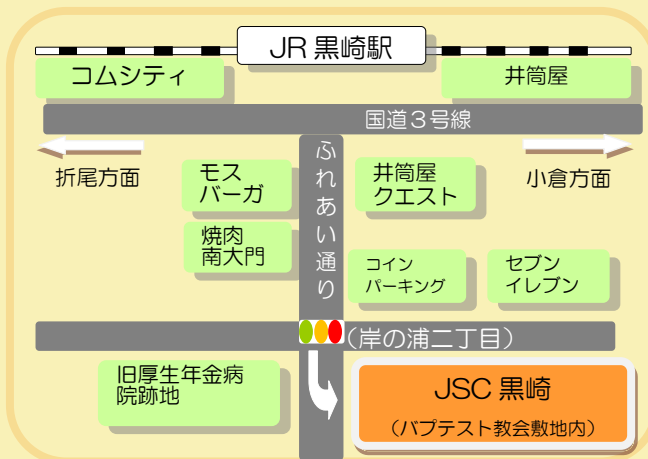 JR 黒崎駅
コムシティ
井筒屋
国道３号線
折尾方面
小倉方面
モス
バーガ
ふれあい通り
井筒屋
クエスト
焼肉
南大門
コイン
パーキング
セブン
イレブン
（岸の浦二丁目）
旧厚生年金病
院跡地
JSC 黒崎
（バプテスト教会敷地内）